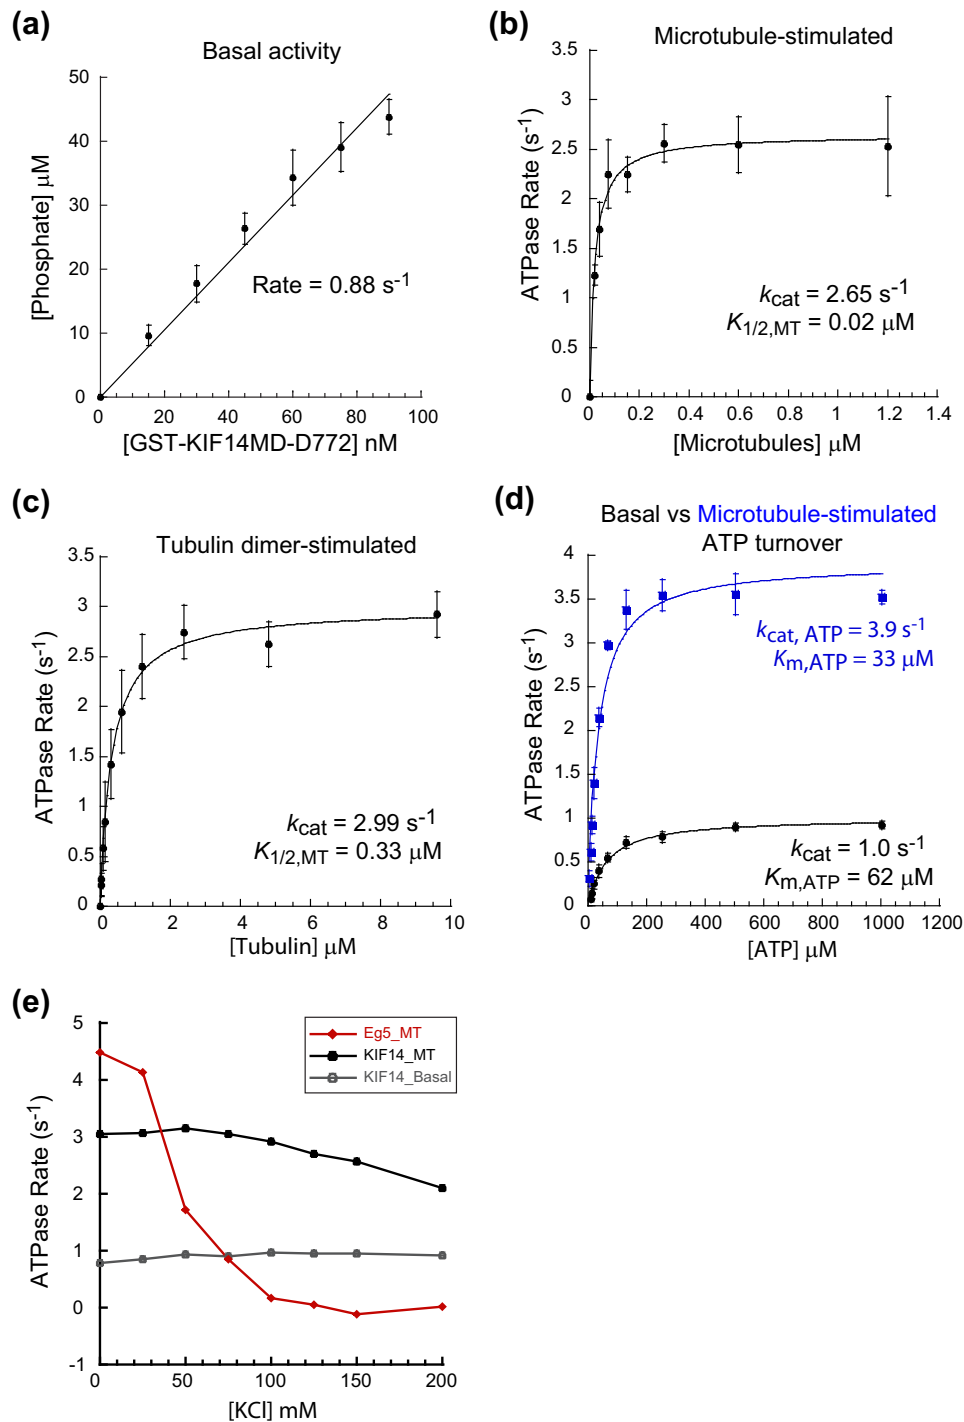 (a)
Basal activity
50
40
30
20
10
0
[Phosphate] μM
Rate = 0.88 s-1
0 20 40 60 80 100
[GST-KIF14MD-D772] nM
(b)
Microtubule-stimulated
3.5
3
2.5
2
1.5
1
0.5
0
ATPase Rate (s-1)
kcat = 2.65 s-1
K1/2,MT = 0.02 μM
0 0.2 0.4 0.6 0.8 1 1.2 1.4
[Microtubules] μM
(c)
Tubulin dimer-stimulated
3.5
3
2.5
2
1.5
1
0.5
0
ATPase Rate (s-1)
kcat = 2.99 s-1
K1/2,MT = 0.33 μM
0 2 4 6 8 10
[Tubulin] μM
(d)
Basal vs Microtubule-stimulated
ATP turnover
4
3.5
3
2.5
2
1.5
1
0.5
0
ATPase Rate (s-1)
kcat, ATP = 3.9 s-1
Km,ATP = 33 μM
kcat = 1.0 s-1
Km,ATP = 62 μM
0 200 400 600 800 1000 1200
[ATP] μM
(e)
5
4
3
2
1
0
-1
ATPase Rate (s-1)
Eg5_MT
KIF14_MT
KIF14_Basal
0 50 100 150 200
[KCl] mM